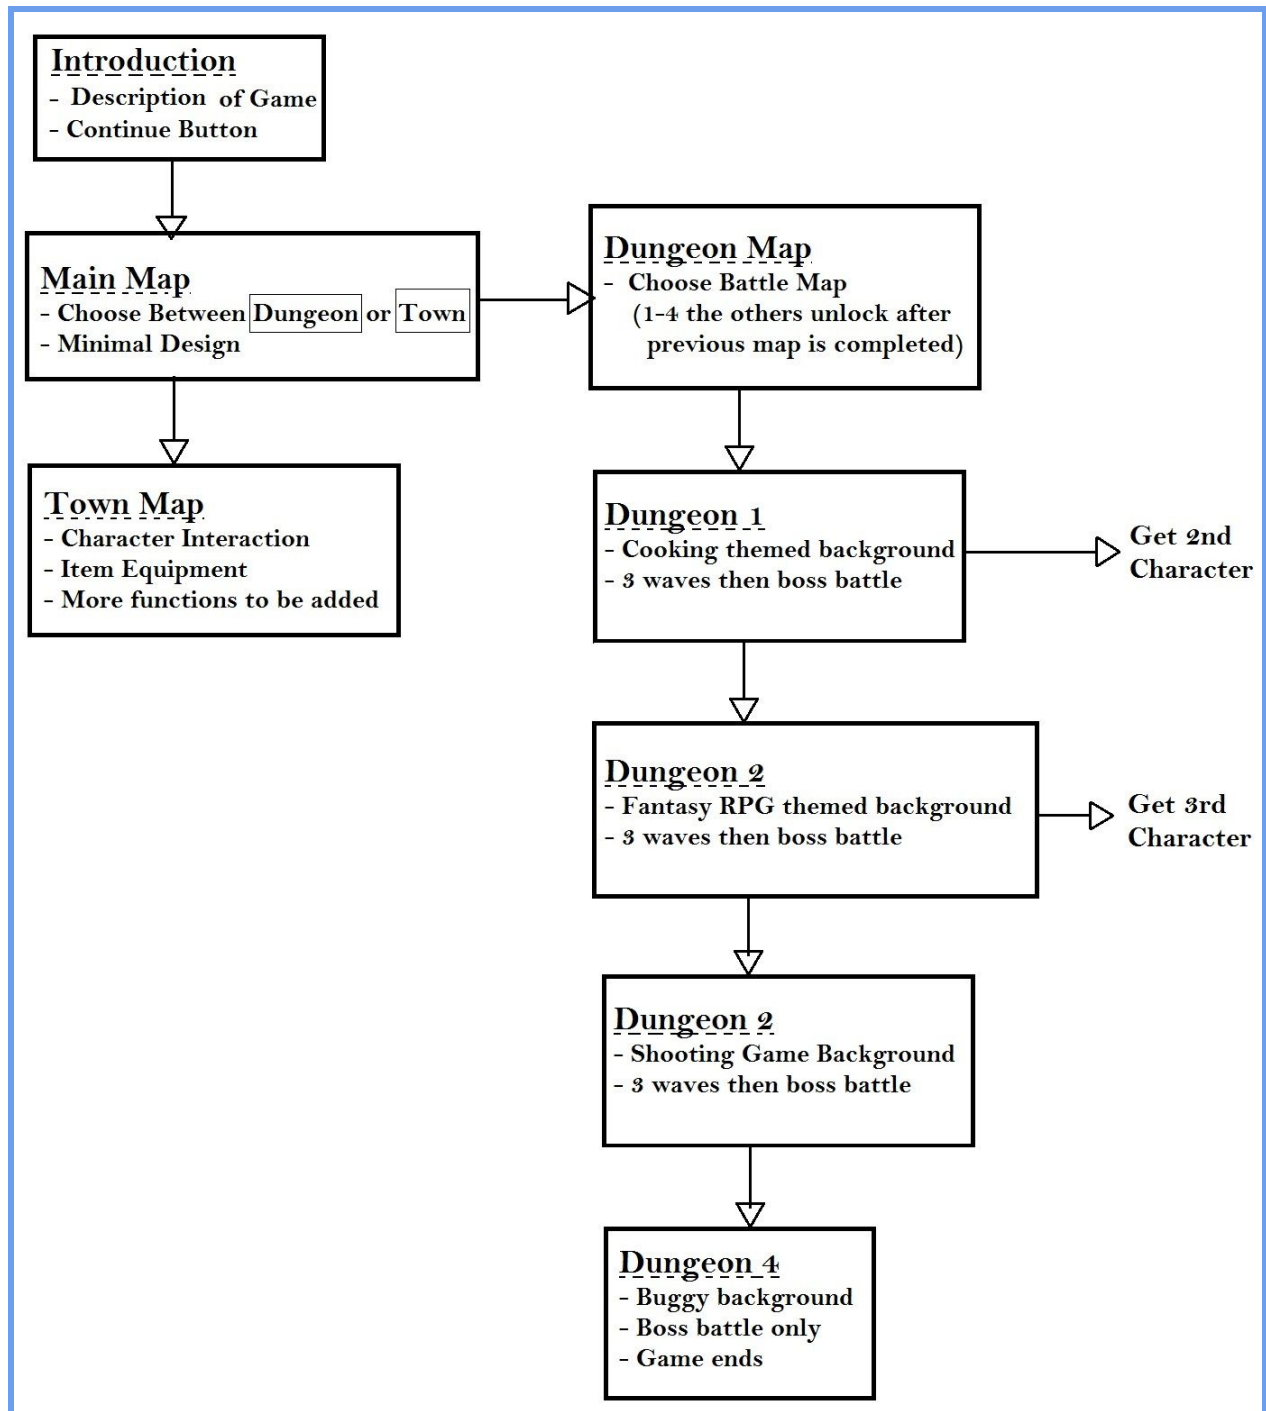 Introduction
- Description of Game
- Continue Button
Main Map
- Choose Between Dungeon or Town
- Minimal Design
Town Map
- Character Interaction
- Item Equipment
- More functions to be added
Dungeon Map
- Choose Battle Map
(1-4 the others unlock after
previous map is completed)
Dungeon 1
- Cooking themed background
- 3 waves then boss battle
Get 2nd
Character
Dungeon 2
- Fantasy RPG themed background
- 3 waves then boss battle
Get 3rd
Character
Dungeon 2
- Shooting Game Background
- 3 waves then boss battle
Dungeon 4
- Buggy background
- Boss battle only
- Game ends